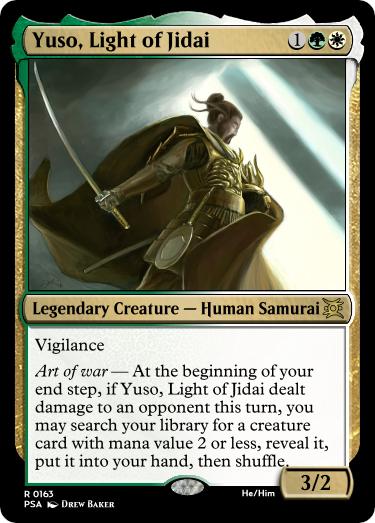 Yuso, Light of Jidai 1
Legendary Creature — Human Samurai
Vigilance
Art of war — At the beginning of your
end step, if Yuso, Light of Jidai dealt
damage to an opponent this turn, you
may search your library for a creature
card with mana value 2 or less, reveal it,
put it into your hand, then shuffle.
3/2
R 0163 He/Him
PSA Drew Baker